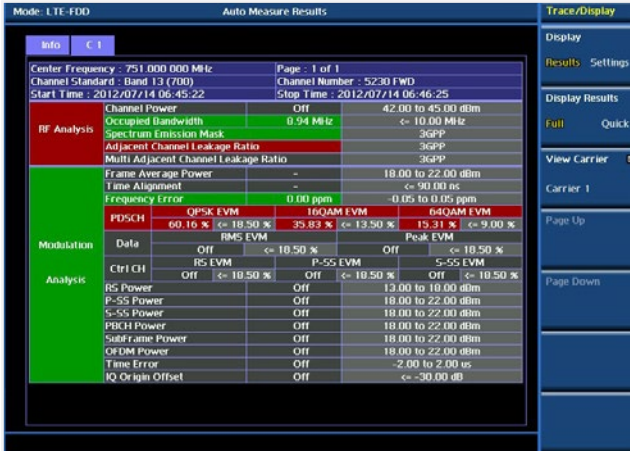 Mode: LTE-FDD Auto Measure Results Trace/Display
Info C 1
Center Frequency : 751.000 000 MHz Page : 1 of 1
Channel Standard : Band 13 (700) Channel Number : 5230 FWD
Start Time : 2012/07/14 06:45:22 Stop Time : 2012/07/14 06:46:25
RF Analysis
Channel Power Off 42.00 to 45.00 dBm
Occupied Bandwidth 8.94 MHz <= 10.00 MHz
Spectrum Emission Mask 3GPP
Adjacent Channel Leakage Ratio 3GPP
Multi Adjacent Channel Leakage Ratio 3GPP
Modulation Analysis
Frame Average Power - 18.00 to 22.00 dBm
Time Alignment - <= 90.00 ns
Frequency Error 0.00 ppm -0.05 to 0.05 ppm
PDSCH QPSK EVM 16QAM EVM 64QAM EVM
60.16 % <= 18.50 % 35.83 % <= 13.50 % 15.31 % <= 9.00 %
Data RMS EVM Peak EVM
Off <= 18.50 % Off <= 18.50 %
Ctrl CH RS EVM P-SS EVM S-SS EVM
Off <= 18.50 % Off <= 18.50 % Off <= 18.50 %
RS Power Off 13.00 to 18.00 dBm
P-SS Power Off 18.00 to 22.00 dBm
S-SS Power Off 18.00 to 22.00 dBm
PBCH Power Off 18.00 to 22.00 dBm
SubFrame Power Off 18.00 to 22.00 dBm
OFDM Power Off 18.00 to 22.00 dBm
Time Error Off -2.00 to 2.00 us
IQ Origin Offset Off <= -30.00 dB
Display
Results Settings
Display Results
Full Quick
View Carrier
Carrier 1
Page Up
Page Down